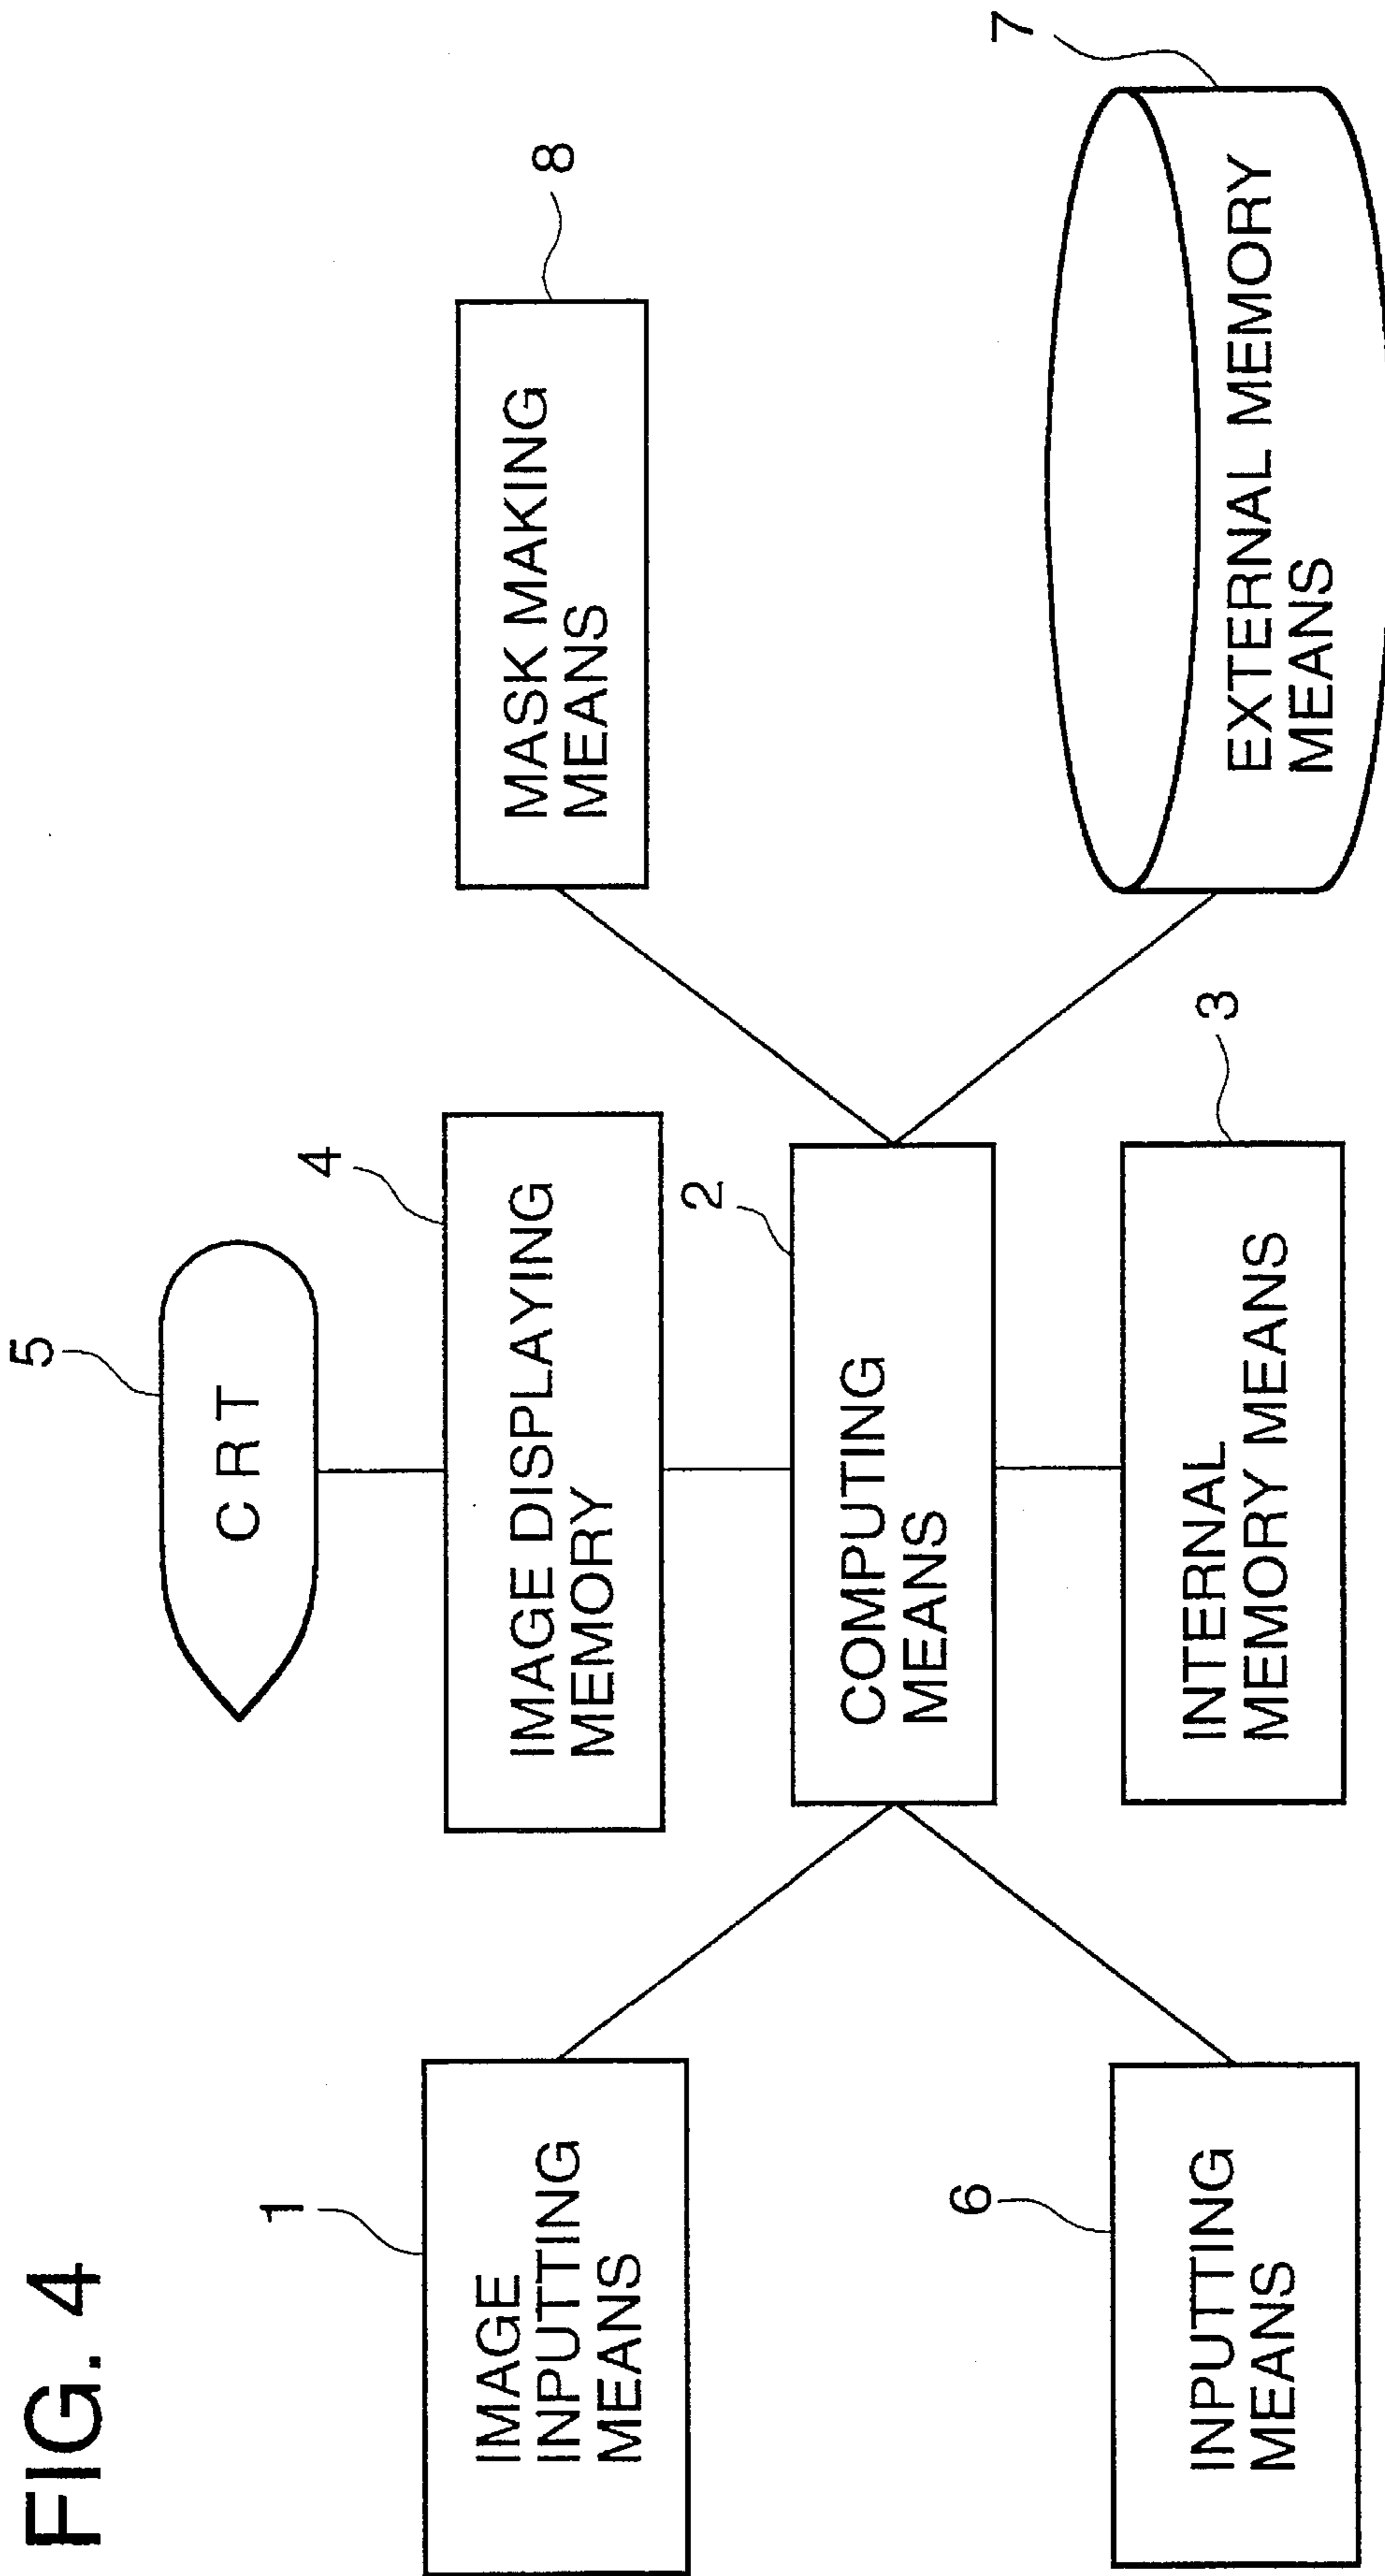 FIG. 4
5
C R T
4
IMAGE DISPLAYING
MEMORY
1
IMAGE
INPUTTING
MEANS
8
MASK MAKING
MEANS
2
COMPUTING
MEANS
6
INPUTTING
MEANS
3
INTERNAL
MEMORY MEANS
7
EXTERNAL MEMORY
MEANS